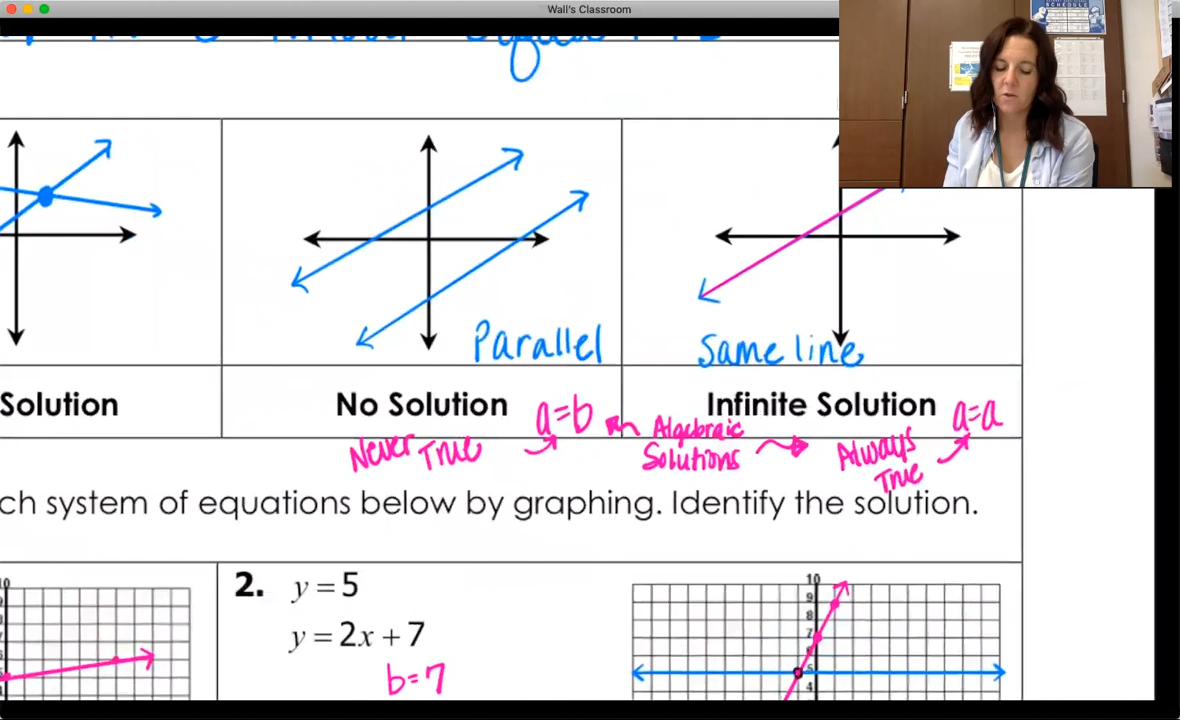 Wall's Classroom
SCHEDULE
Parallel
Same line
Solution
No Solution
a=b
Infinite Solution
a=a
Never True
Algebraic
Solutions
Always
True
ch system of equations below by graphing. Identify the solution.
10
2. y = 5
y = 2x + 7
b=7
10
9
8
7
6
5
4